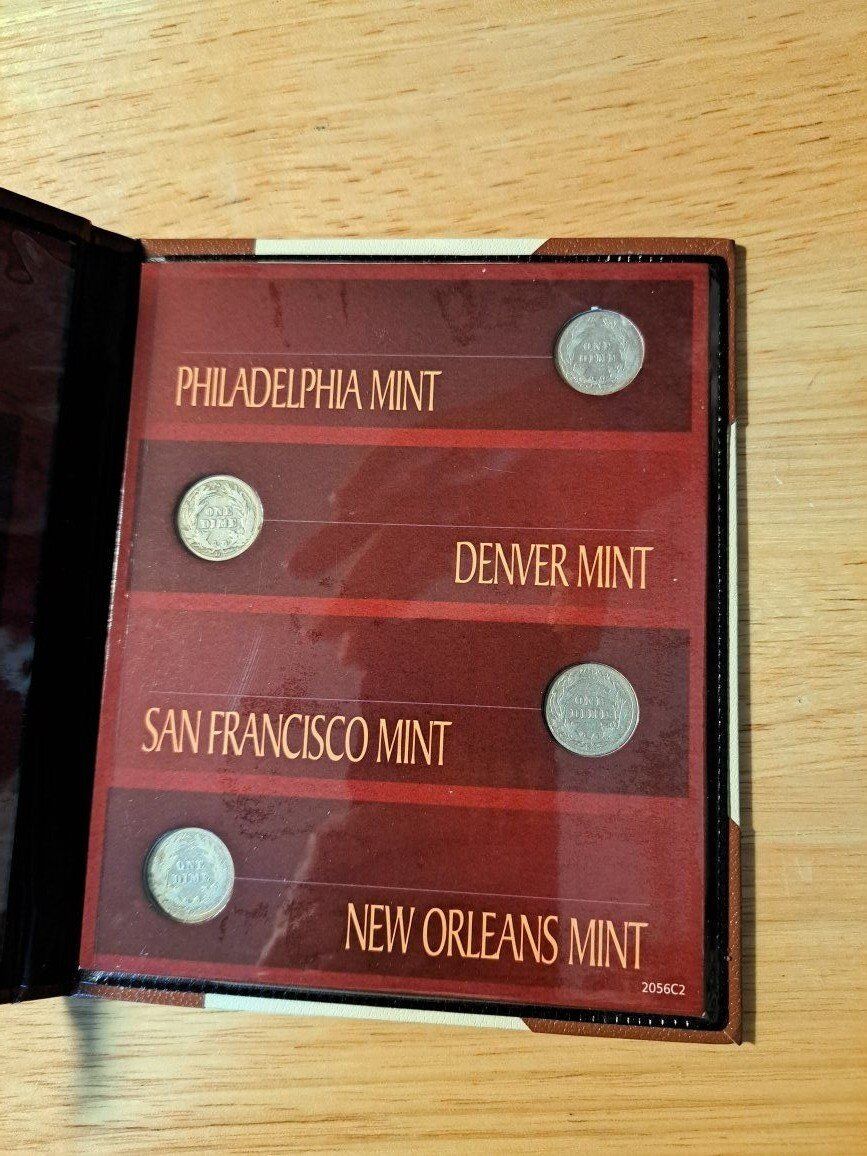 ONE
DIME
PHILADELPHIA MINT
ONE
DIME
DENVER MINT
ONE
DIME
SAN FRANCISCO MINT
ONE
DIME
NEW ORLEANS MINT
2056C2